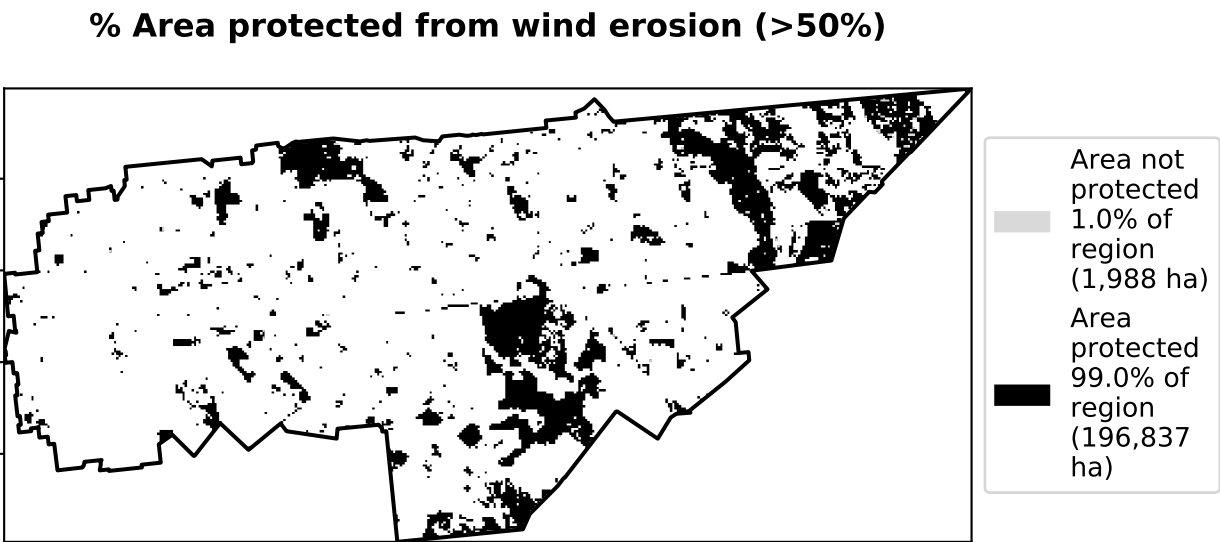 % Area protected from wind erosion (>50%)
Area not
protected
1.0% of
region
(1,988 ha)
Area
protected
99.0% of
region
(196,837
ha)